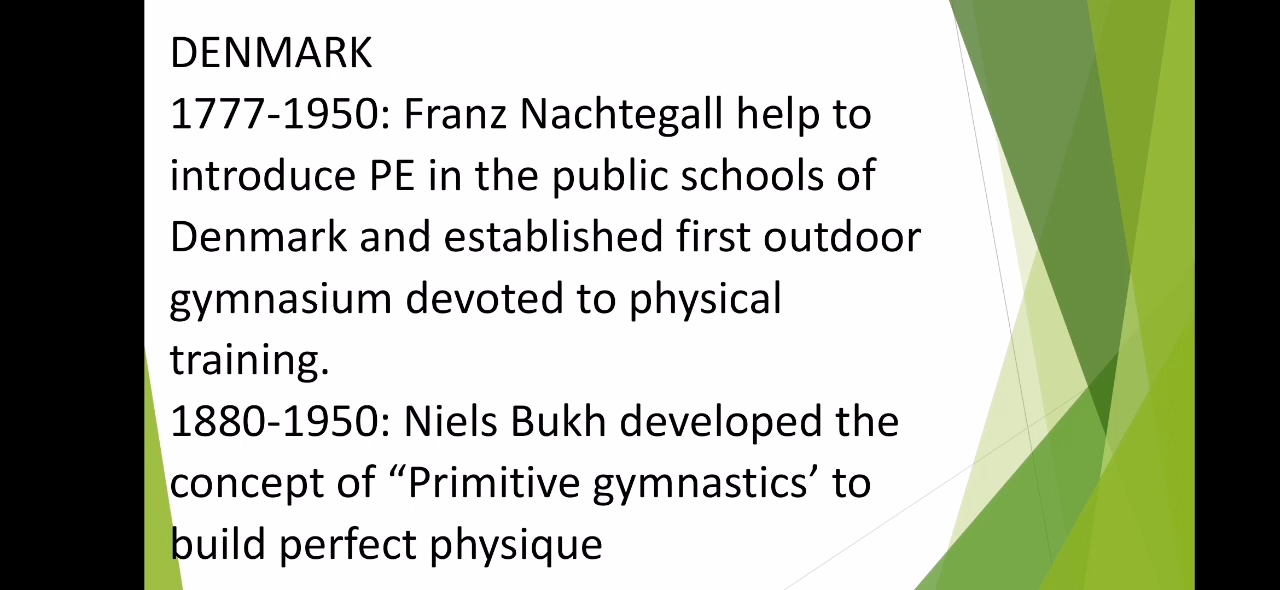 DENMARK
1777-1950: Franz Nachtegall help to
introduce PE in the public schools of
Denmark and established first outdoor
gymnasium devoted to physical
training.
1880-1950: Niels Bukh developed the
concept of “Primitive gymnastics’ to
build perfect physique